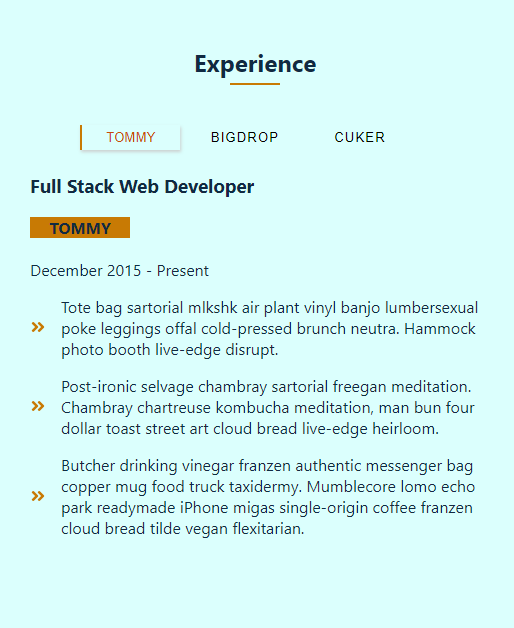 Experience
TOMMY BIGDROP CUKER
Full Stack Web Developer
TOMMY
December 2015 - Present
Tote bag sartorial mlkshk air plant vinyl banjo lumbersexual
poke leggings offal cold-pressed brunch neutra. Hammock
photo booth live-edge disrupt.
Post-ironic selvage chambray sartorial freegan meditation.
Chambray chartreuse kombucha meditation, man bun four
dollar toast street art cloud bread live-edge heirloom.
Butcher drinking vinegar franzen authentic messenger bag
copper mug food truck taxidermy. Mumblecore lomo echo
park readymade iPhone migas single-origin coffee franzen
cloud bread tilde vegan flexitarian.